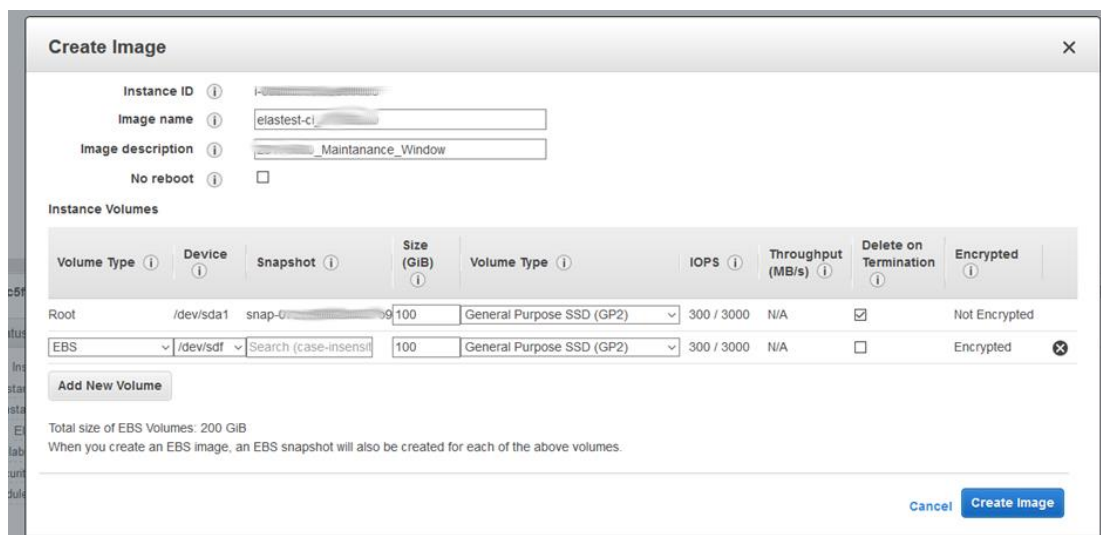 Create Image
Instance ID i-
Image name elastest-ci_
Image description _Maintanance_Window
No reboot
Instance Volumes
Volume Type Device Snapshot Size (GiB) Volume Type IOPS Throughput (MB/s) Delete on Termination Encrypted
Root /dev/sda1 snap-0 100 General Purpose SSD (GP2) 300 / 3000 N/A Not Encrypted
EBS /dev/sdf Search (case-insensit 100 General Purpose SSD (GP2) 300 / 3000 N/A Encrypted
Add New Volume
Total size of EBS Volumes: 200 GiB
When you create an EBS image, an EBS snapshot will also be created for each of the above volumes.
Cancel Create Image